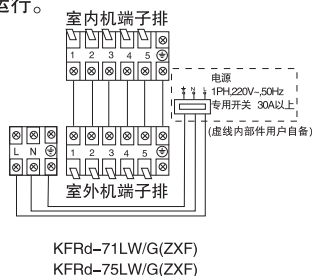 运行。
室内机端子排
1 2 3 4 5
电源
1PH,220V~,50Hz
N L
专用开关 30A以上
(虚线内部件用户自备)
L N
1 2 3 4 5
室外机端子排
KFRd-71LW/G(ZXF)
KFRd-75LW/G(ZXF)